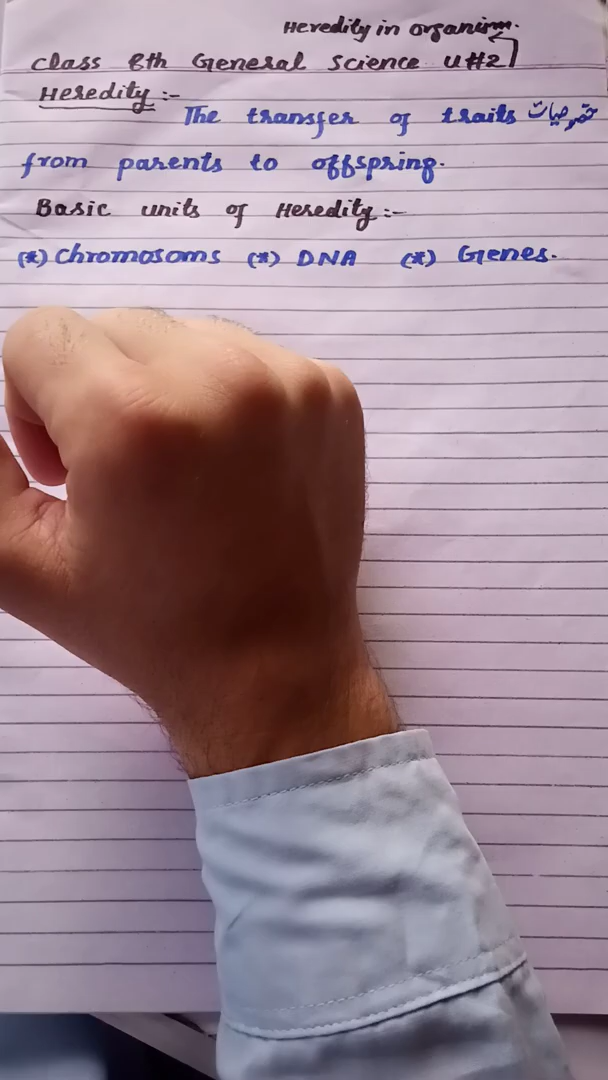 Heredity in organism.
Class 8th General Science U#2
Heredity :-
The transfer of traits خصوصیات
from parents to offspring.
Basic units of Heredity :-
(*) Chromosoms (*) DNA (*) Genes.